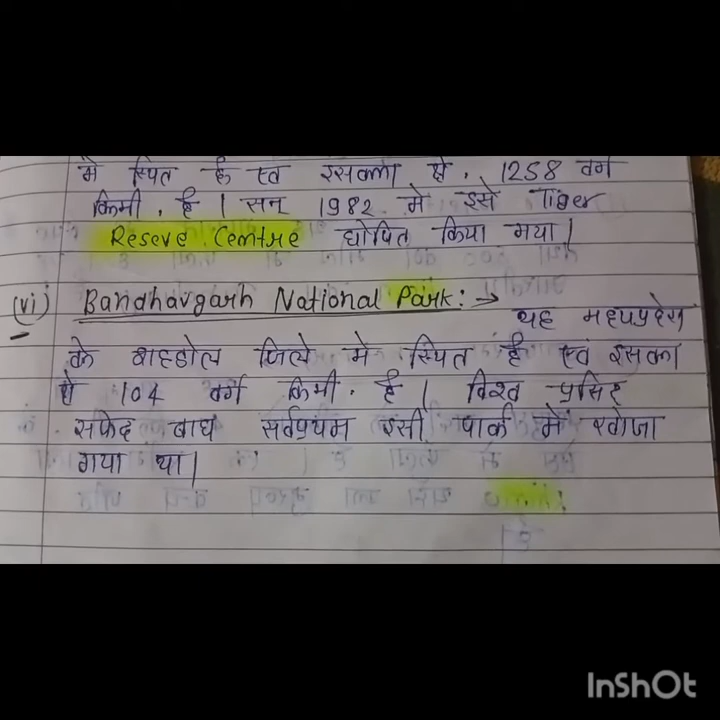 मे स्थित है एवं इसका क्षे. 1258 वर्ग
किमी. है । सन् 1982 मे इसे Tiger
Reserve Centre घोषित किया गया।
(vi) Bandhavgarh National Park: → यह मध्यप्रदेश
के शहडोल जिले मे स्थित है एवं इसका
क्षे 104 वर्ग किमी. है । विश्व प्रसिद्ध
सफेद बाघ सर्वप्रथम इसी पार्क में खोजा
गया था।
InShOt